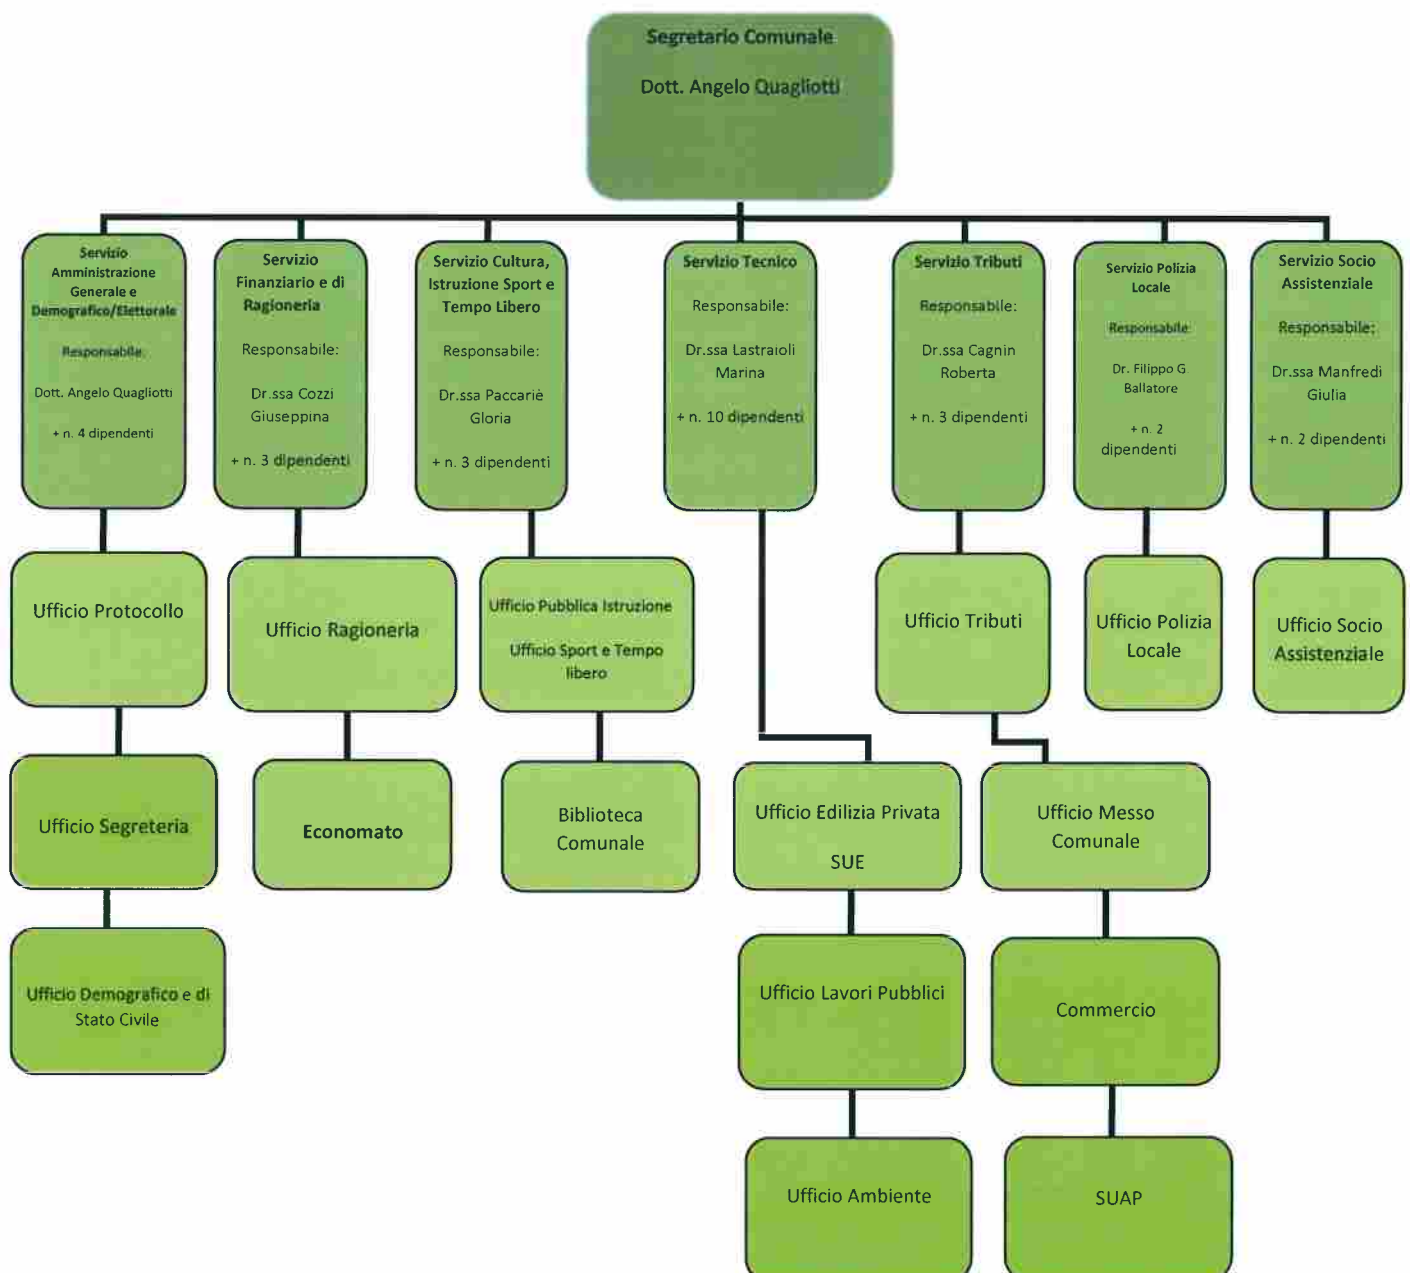 Segretario Comunale
Dott. Angelo Quagliotti
Servizio
Amministrazione
Generale e
Demografico/Elettorale
Responsabile:
Dott. Angelo Quagliotti
+ n. 4 dipendenti
Servizio
Finanziario e di
Ragioneria
Responsabile:
Dr.ssa Cozzi
Giuseppina
+ n. 3 dipendenti
Servizio Cultura,
Istruzione Sport e
Tempo Libero
Responsabile:
Dr.ssa Paccariè
Gloria
+ n. 3 dipendenti
Servizio Tecnico
Responsabile:
Dr.ssa Lastraioli
Marina
+ n. 10 dipendenti
Servizio Tributi
Responsabile:
Dr.ssa Cagnin
Roberta
+ n. 3 dipendenti
Servizio Polizia
Locale
Responsabile
Dr. Filippo G
Ballatore
+ n. 2
dipendenti
Servizio Socio
Assistenziale
Responsabile:
Dr.ssa Manfredi
Giulia
+ n. 2 dipendenti
Ufficio Protocollo
Ufficio Ragioneria
Ufficio Pubblica Istruzione
Ufficio Sport e Tempo
libero
Ufficio Tributi
Ufficio Polizia
Locale
Ufficio Socio
Assistenziale
Ufficio Segreteria
Economato
Biblioteca
Comunale
Ufficio Edilizia Privata
SUE
Ufficio Messo
Comunale
Ufficio Demografico e di
Stato Civile
Ufficio Lavori Pubblici
Commercio
Ufficio Ambiente
SUAP